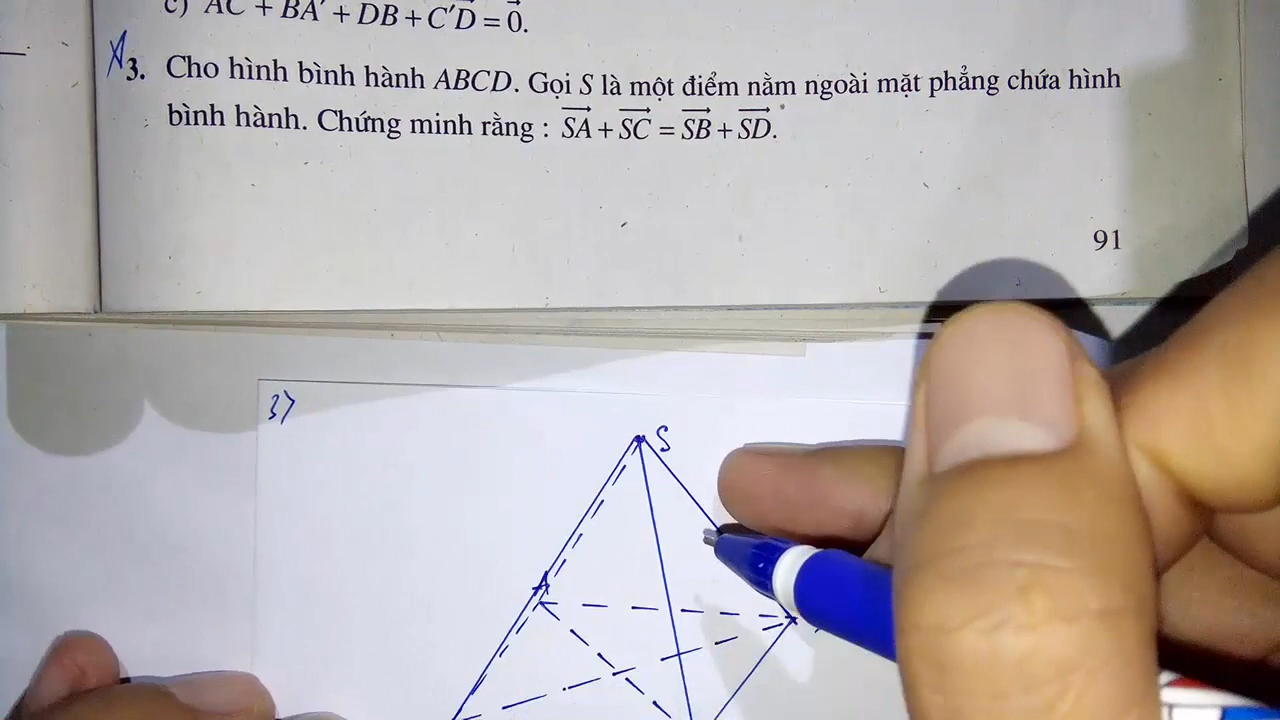 c) AC + BA' + DB + C'D = 0.
3. Cho hình bình hành ABCD. Gọi S là một điểm nằm ngoài mặt phẳng chứa hình
bình hành. Chứng minh rằng : SA + SC = SB + SD.
91
3>
S